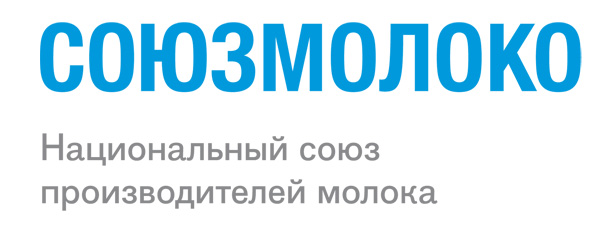 СОЮЗМОЛОКО
Национальный союз
производителей молока